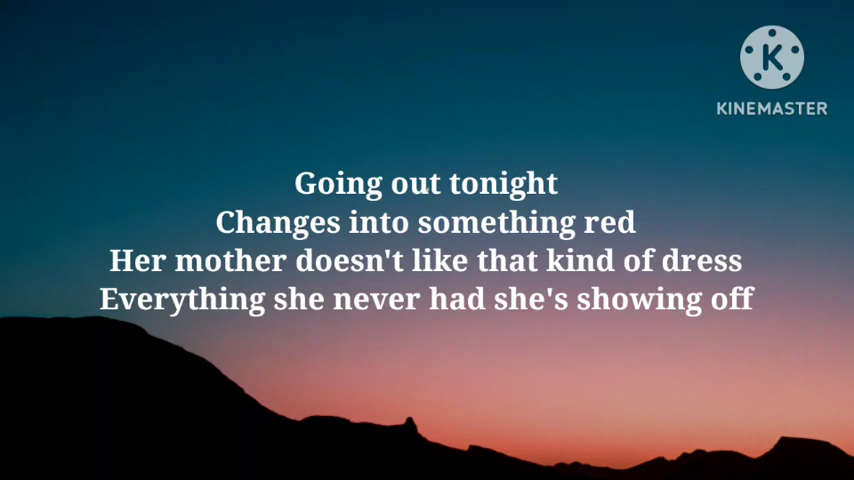 KINEMASTER
Going out tonight
Changes into something red
Her mother doesn't like that kind of dress
Everything she never had she's showing off